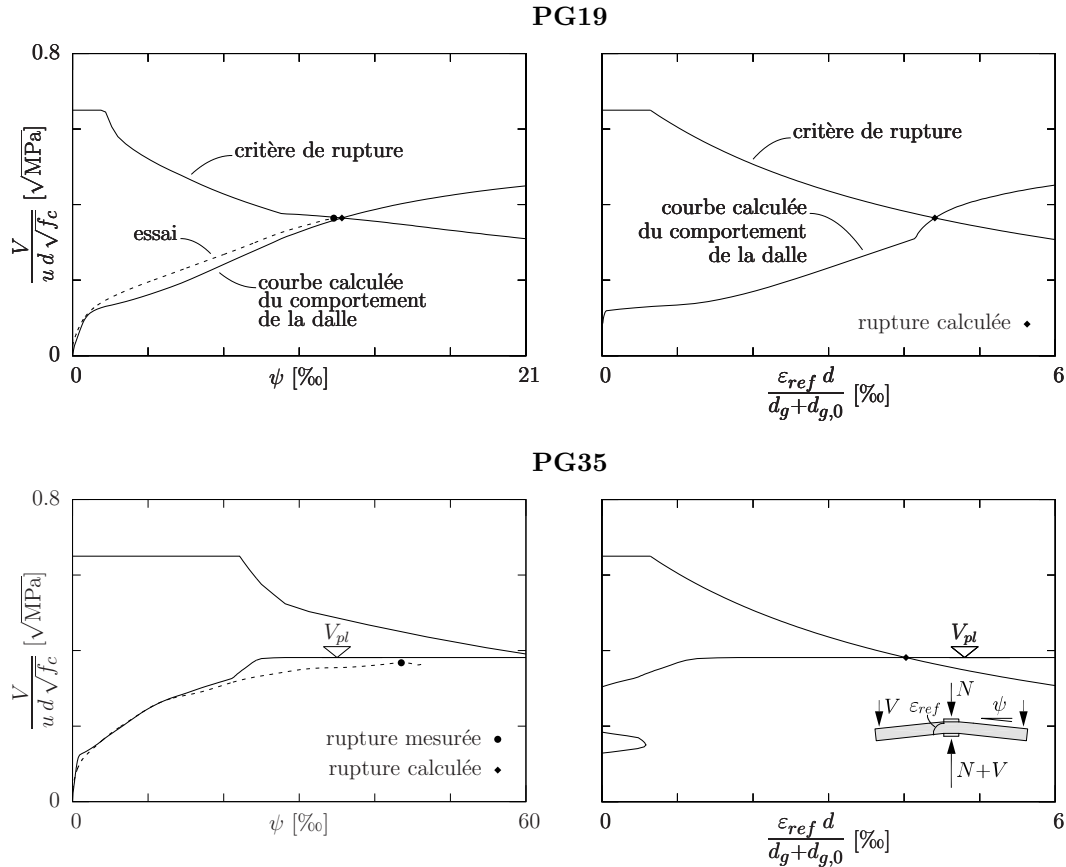 PG19
0.8
V / u d √f_c [√MPa]
critère de rupture
essai
courbe calculée
du comportement
de la dalle
0
0
ψ [‰]
21
critère de rupture
courbe calculée
du comportement
de la dalle
rupture calculée
0
ε_ref d / d_g+d_g,0 [‰]
6
PG35
0.8
V / u d √f_c [√MPa]
V_pl
rupture mesurée
rupture calculée
0
0
ψ [‰]
60
V_pl
N
V
ε_ref
ψ
N+V
0
ε_ref d / d_g+d_g,0 [‰]
6